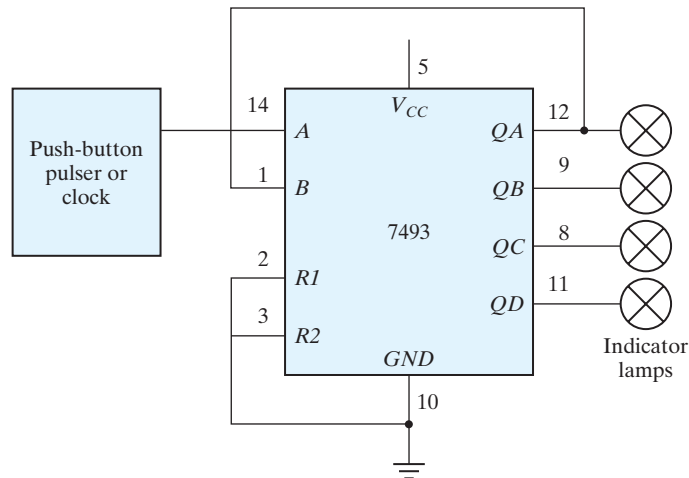 5
14
V_CC
12
A
QA
Push-button
pulser or
clock
9
1
B
QB
7493
8
2
QC
R1
11
3
QD
R2
Indicator
lamps
GND
10